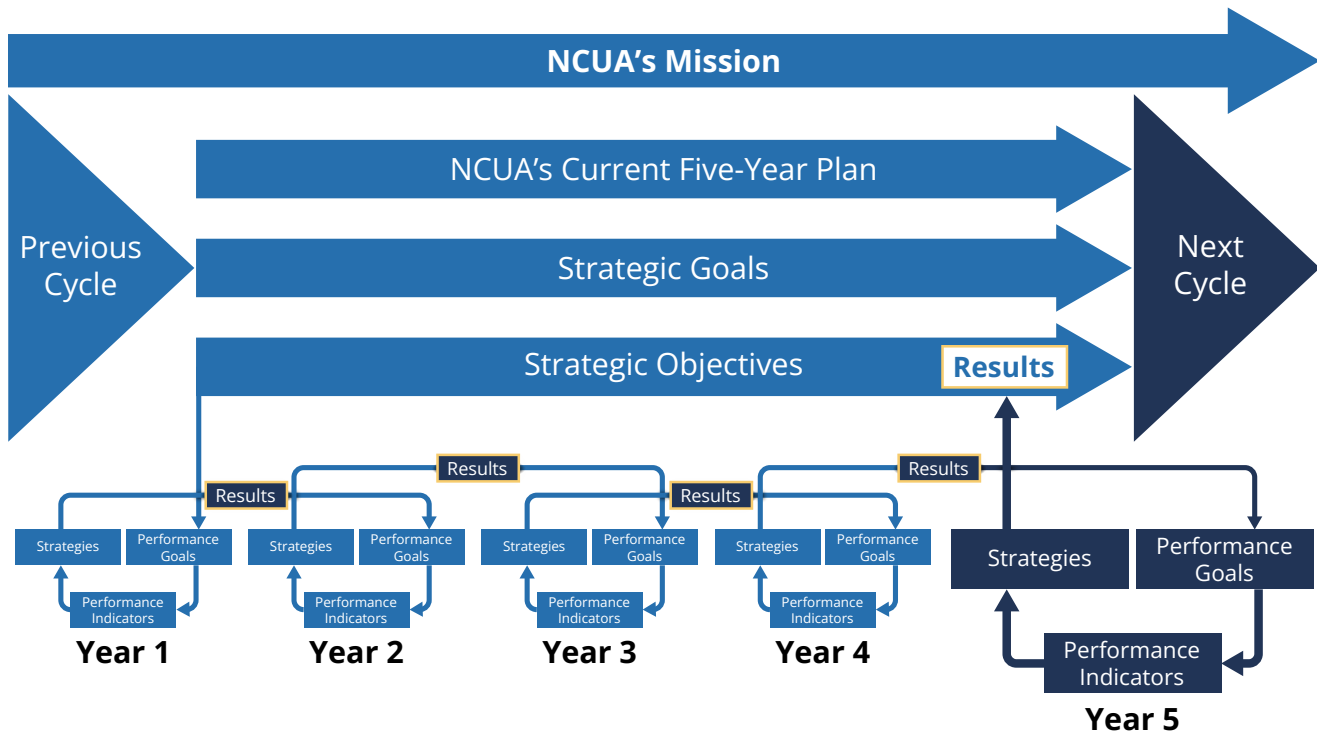 NCUA’s Mission
NCUA’s Current Five-Year Plan
Previous
Cycle
Strategic Goals
Next
Cycle
Strategic Objectives
Results
Results
Results
Results
Results
Strategies
Performance
Goals
Performance
Indicators
Year 1
Strategies
Performance
Goals
Performance
Indicators
Year 2
Strategies
Performance
Goals
Performance
Indicators
Year 3
Strategies
Performance
Goals
Performance
Indicators
Year 4
Strategies
Performance
Goals
Performance
Indicators
Year 5